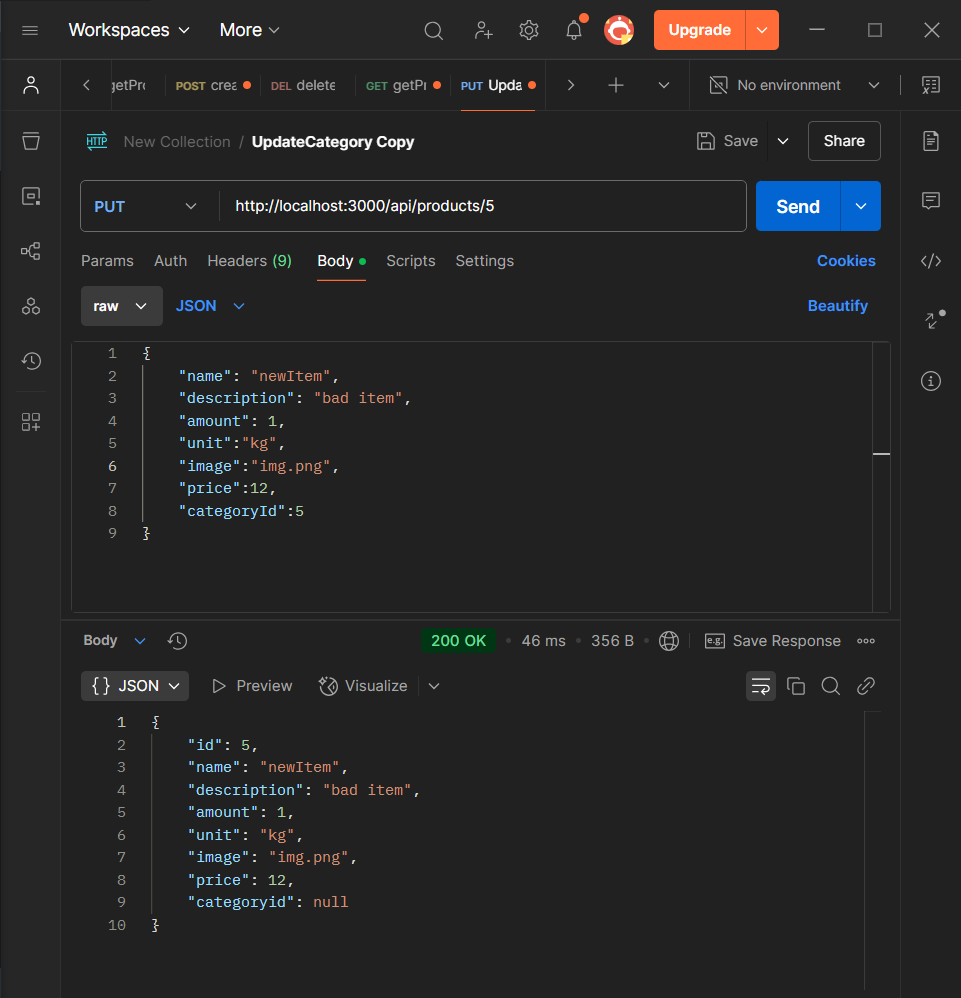 Workspaces More Upgrade
getPro POST crea DEL delete GET getPr PUT Upda No environment
HTTP New Collection / UpdateCategory Copy Save Share
PUT http://localhost:3000/api/products/5 Send
Params Auth Headers (9) Body Scripts Settings Cookies
raw JSON Beautify
1 {
2 "name": "newItem",
3 "description": "bad item",
4 "amount": 1,
5 "unit":"kg",
6 "image":"img.png",
7 "price":12,
8 "categoryId":5
9 }
Body 200 OK • 46 ms • 356 B • e.g. Save Response
{} JSON Preview Visualize
1 {
2 "id": 5,
3 "name": "newItem",
4 "description": "bad item",
5 "amount": 1,
6 "unit": "kg",
7 "image": "img.png",
8 "price": 12,
9 "categoryid": null
10 }